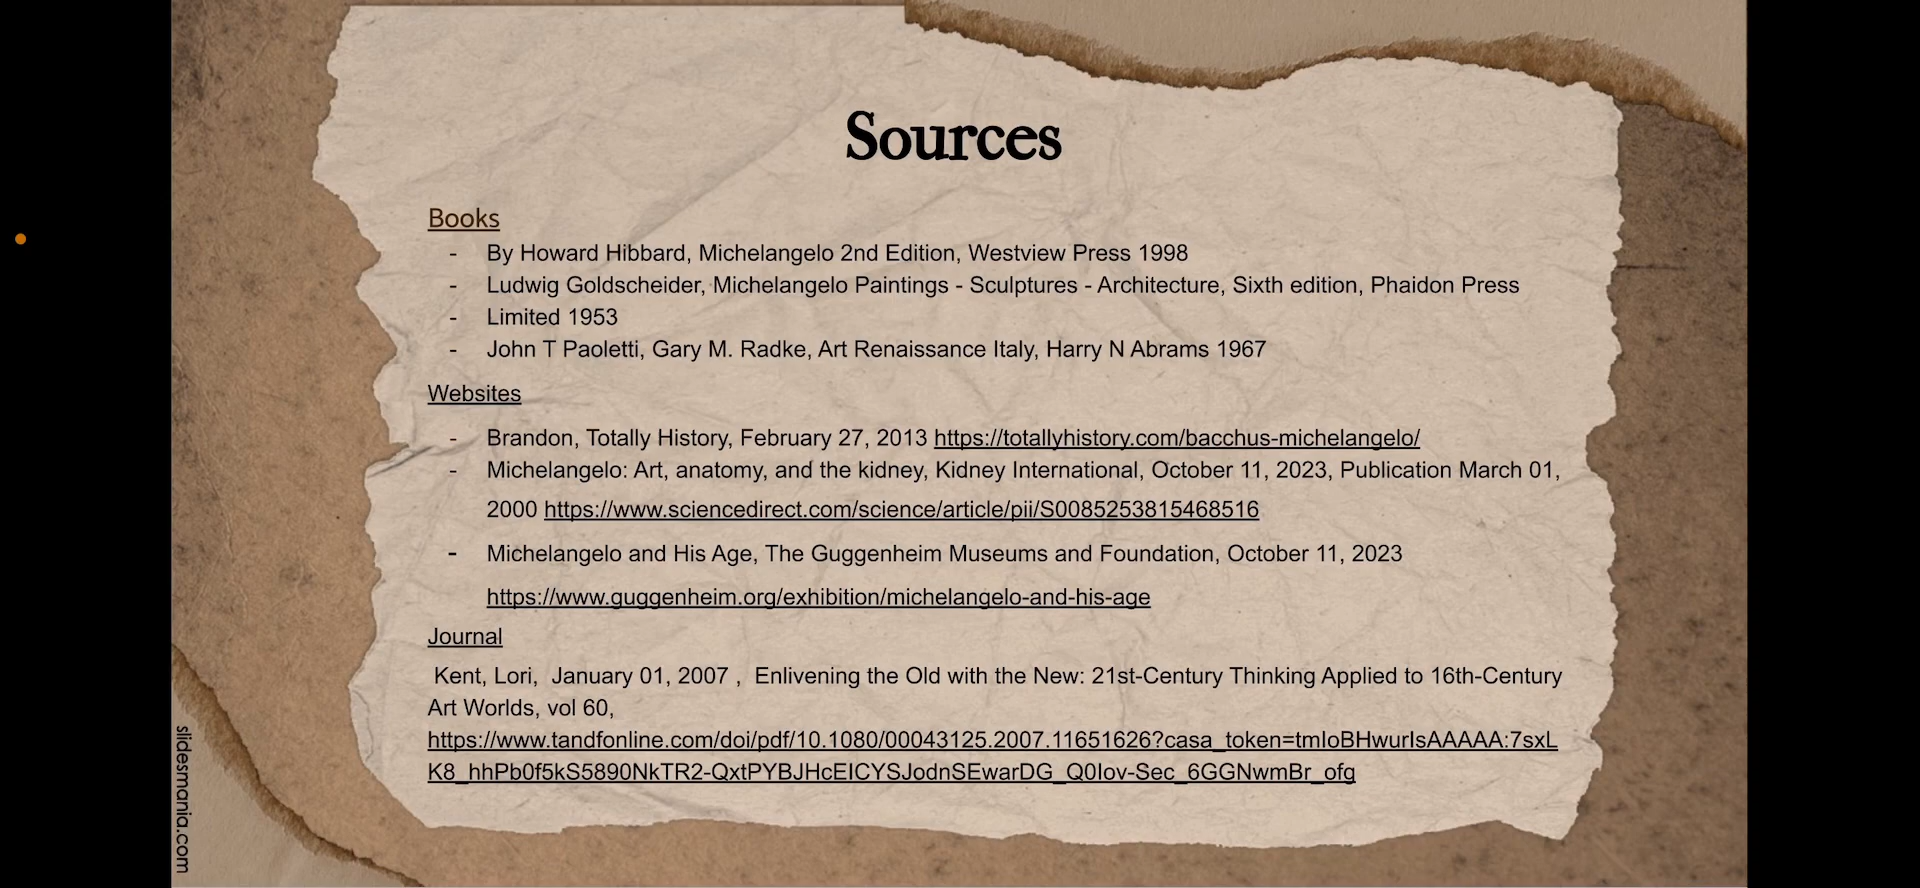 Sources
Books
- By Howard Hibbard, Michelangelo 2nd Edition, Westview Press 1998
- Ludwig Goldscheider, Michelangelo Paintings - Sculptures - Architecture, Sixth edition, Phaidon Press
- Limited 1953
- John T Paoletti, Gary M. Radke, Art Renaissance Italy, Harry N Abrams 1967
Websites
- Brandon, Totally History, February 27, 2013 https://totallyhistory.com/bacchus-michelangelo/
- Michelangelo: Art, anatomy, and the kidney, Kidney International, October 11, 2023, Publication March 01,
2000 https://www.sciencedirect.com/science/article/pii/S0085253815468516
- Michelangelo and His Age, The Guggenheim Museums and Foundation, October 11, 2023
https://www.guggenheim.org/exhibition/michelangelo-and-his-age
Journal
Kent, Lori, January 01, 2007 , Enlivening the Old with the New: 21st-Century Thinking Applied to 16th-Century
Art Worlds, vol 60,
https://www.tandfonline.com/doi/pdf/10.1080/00043125.2007.11651626?casa_token=tmIoBHwurIsAAAAA:7sxL
K8_hhPb0f5kS5890NkTR2-QxtPYBJHcEICYSJodnSEwarDG_Q0Iov-Sec_6GGNwmBr_ofg
slidesmania.com